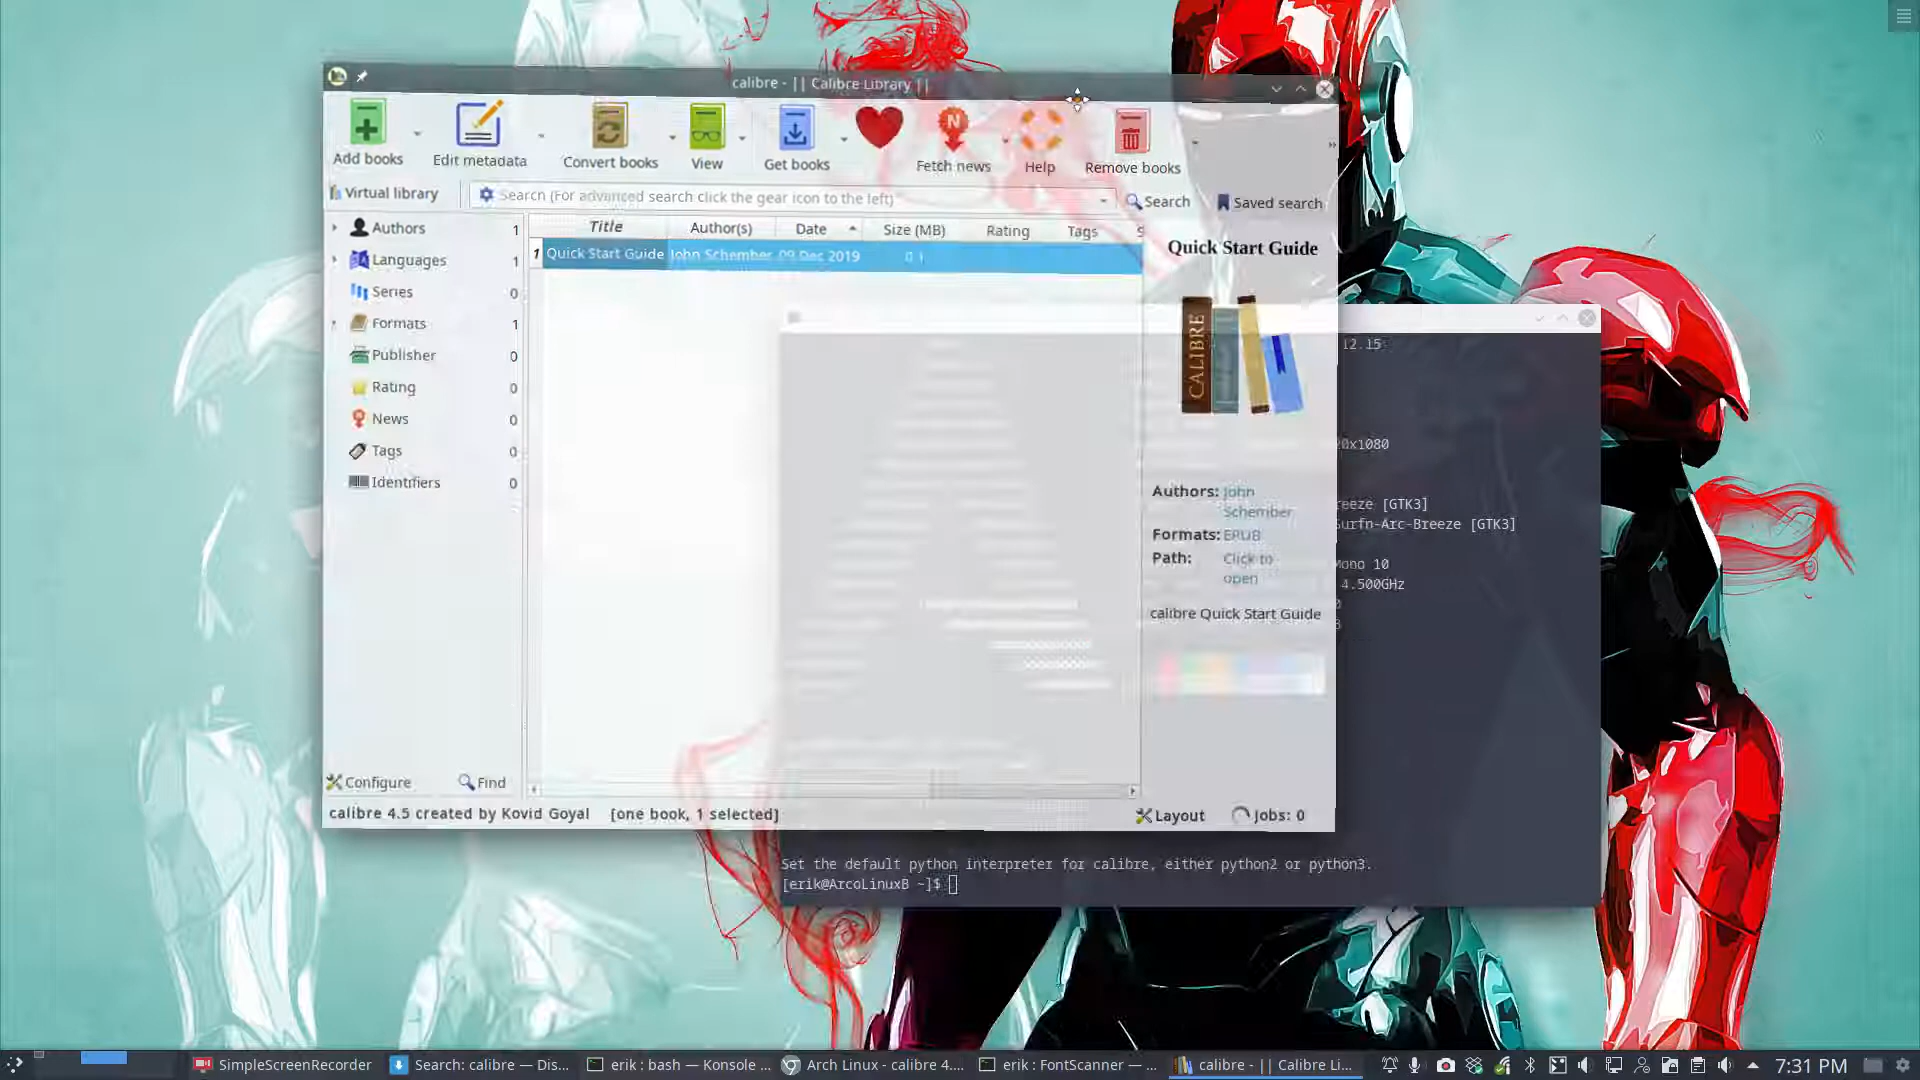 calibre - || Calibre Library ||
Add books
Edit metadata
Convert books
View
Get books
Fetch news
Help
Remove books
Virtual library
Search (For advanced search click the gear icon to the left)
Search
Saved search
Authors 1
Languages 1
Series 0
Formats 1
Publisher 0
Rating 0
News 0
Tags 0
Identifiers 0
Title Author(s) Date Size (MB) Rating Tags S
1 Quick Start Guide John Schember 09 Dec 2019
Quick Start Guide
CALIBRE
Authors: John
Schember
Formats: EPUB
Path: Click to
open
calibre Quick Start Guide
12.15
20x1080
reeze [GTK3]
Surfn-Arc-Breeze [GTK3]
Mono 10
4.500GHz
Configure
Find
calibre 4.5 created by Kovid Goyal [one book, 1 selected]
Layout
Jobs: 0
Set the default python interpreter for calibre, either python2 or python3.
[erik@ArcoLinuxB ~]$
SimpleScreenRecorder
Search: calibre — Dis...
erik : bash — Konsole ...
Arch Linux - calibre 4....
erik : FontScanner — ...
calibre - || Calibre Li...
7:31 PM